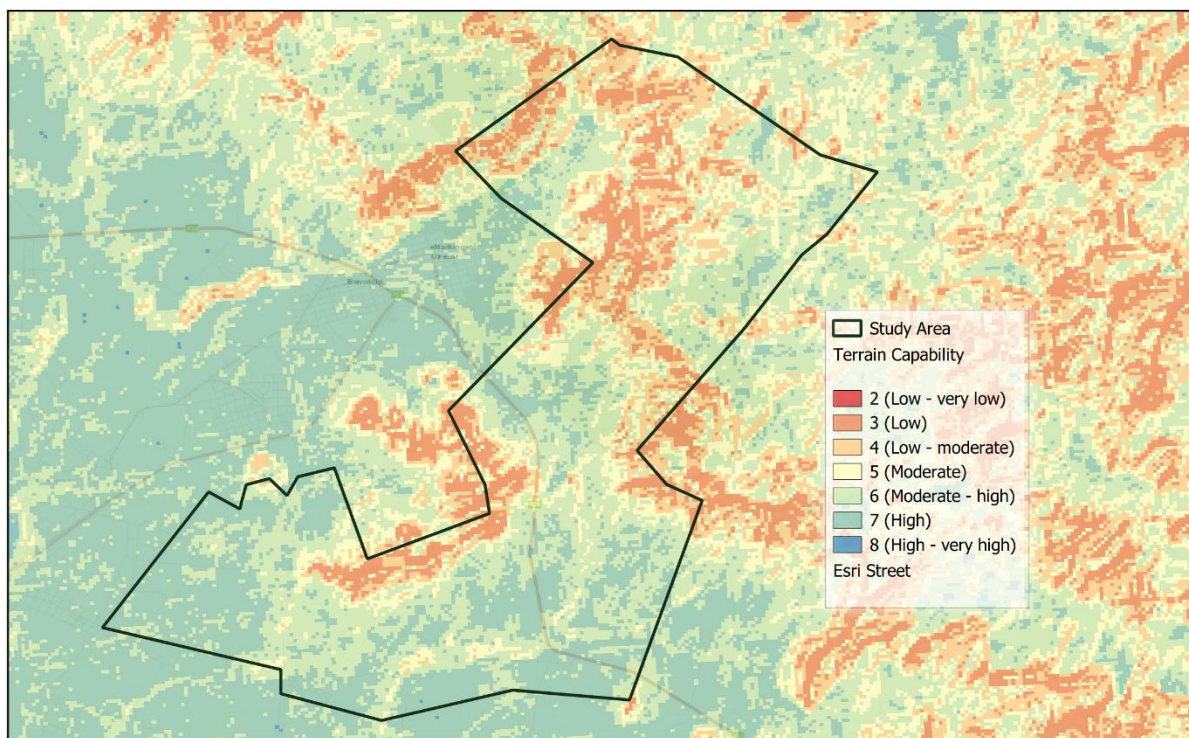 Study Area
Terrain Capability
2 (Low - very low)
3 (Low)
4 (Low - moderate)
5 (Moderate)
6 (Moderate - high)
7 (High)
8 (High - very high)
Esri Street